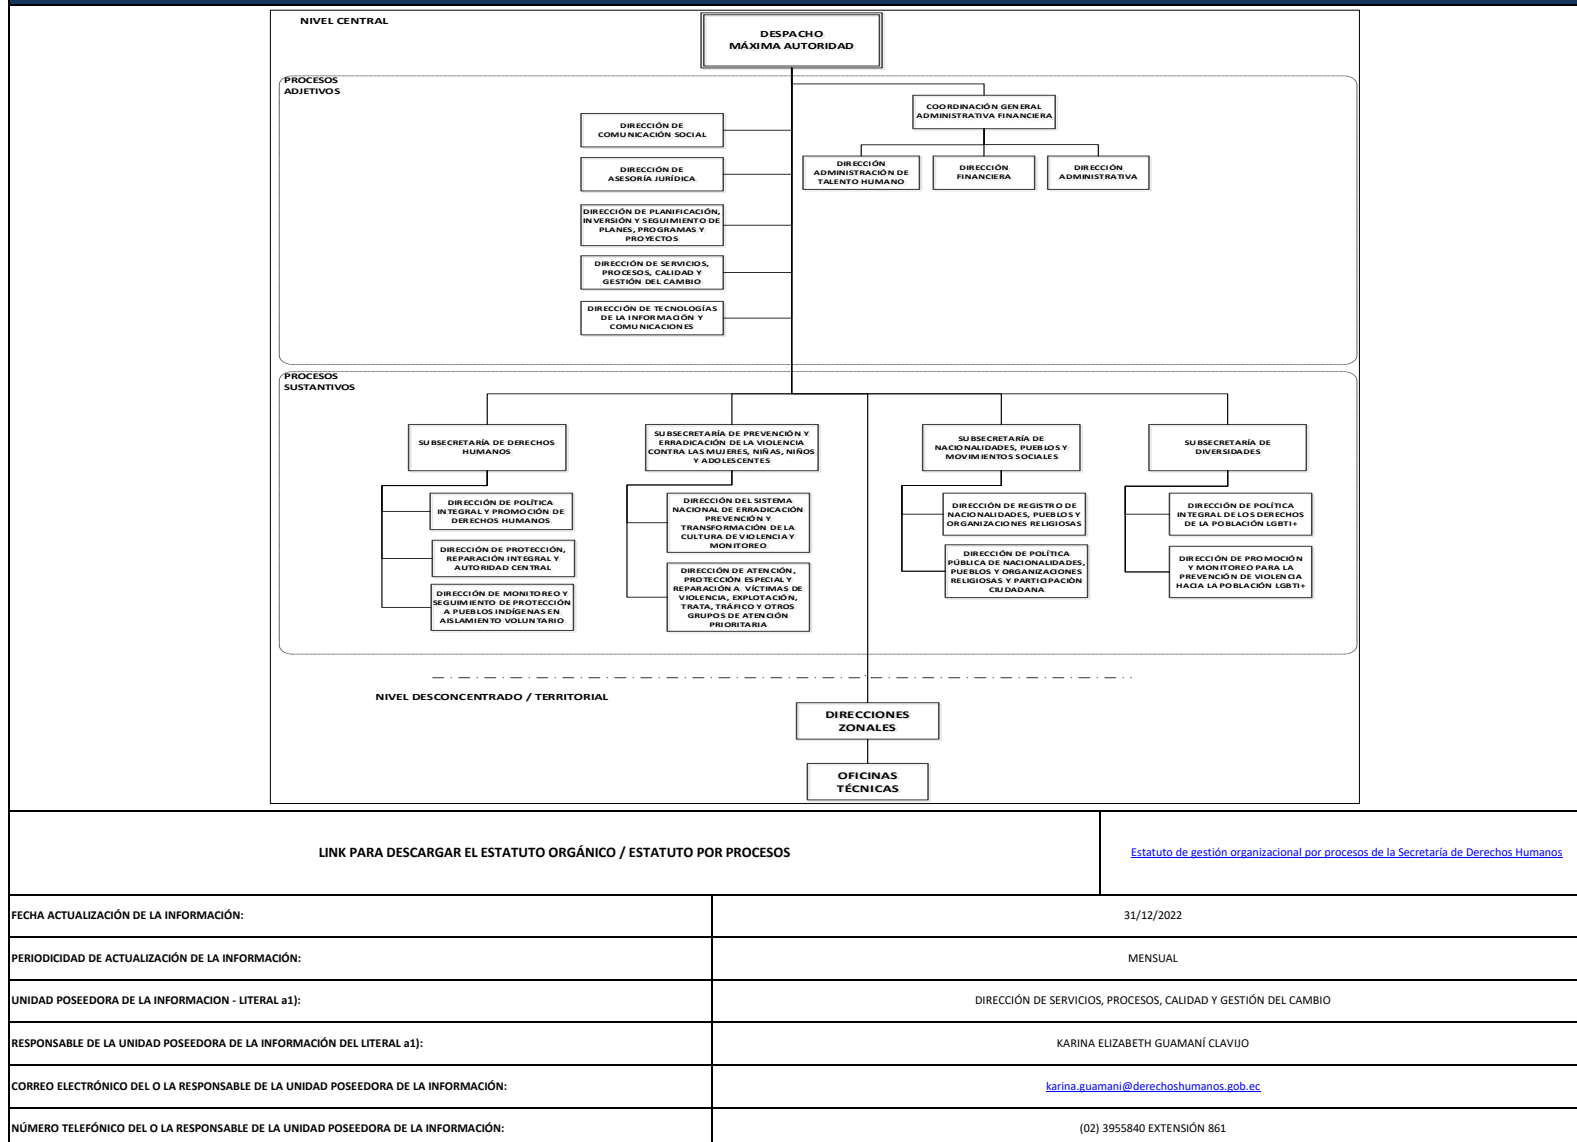 NIVEL CENTRAL
DESPACHO
MÁXIMA AUTORIDAD
PROCESOS
ADJETIVOS
COORDINACIÓN GENERAL
ADMINISTRATIVA FINANCIERA
DIRECCIÓN DE
COMUNICACIÓN SOCIAL
DIRECCIÓN
ADMINISTRACIÓN DE
TALENTO HUMANO
DIRECCIÓN
FINANCIERA
DIRECCIÓN
ADMINISTRATIVA
DIRECCIÓN DE
ASESORÍA JURÍDICA
DIRECCIÓN DE PLANIFICACIÓN,
INVERSIÓN Y SEGUIMIENTO DE
PLANES, PROGRAMAS Y
PROYECTOS
DIRECCIÓN DE SERVICIOS,
PROCESOS, CALIDAD Y
GESTIÓN DEL CAMBIO
DIRECCIÓN DE TECNOLOGÍAS
DE LA INFORMACIÓN Y
COMUNICACIONES
PROCESOS
SUSTANTIVOS
SUBSECRETARÍA DE DERECHOS
HUMANOS
SUBSECRETARÍA DE PREVENCIÓN Y
ERRADICACIÓN DE LA VIOLENCIA
CONTRA LAS MUJERES, NIÑAS, NIÑOS
Y ADOLESCENTES
SUBSECRETARÍA DE
NACIONALIDADES, PUEBLOS Y
MOVIMIENTOS SOCIALES
SUBSECRETARÍA DE
DIVERSIDADES
DIRECCIÓN DE POLÍTICA
INTEGRAL Y PROMOCIÓN DE
DERECHOS HUMANOS
DIRECCIÓN DE PROTECCIÓN,
REPARACIÓN INTEGRAL Y
AUTORIDAD CENTRAL
DIRECCIÓN DE MONITOREO Y
SEGUIMIENTO DE PROTECCIÓN
A PUEBLOS INDÍGENAS EN
AISLAMIENTO VOLUNTARIO
DIRECCIÓN DEL SISTEMA
NACIONAL DE ERRADICACIÓN
PREVENCIÓN Y
TRANSFORMACIÓN DE LA
CULTURA DE VIOLENCIA Y
MONITOREO
DIRECCIÓN DE ATENCIÓN,
PROTECCIÓN ESPECIAL Y
REPARACIÓN A VÍCTIMAS DE
VIOLENCIA, EXPLOTACIÓN,
TRATA, TRÁFICO Y OTROS
GRUPOS DE ATENCIÓN
PRIORITARIA
DIRECCIÓN DE REGISTRO DE
NACIONALIDADES, PUEBLOS Y
ORGANIZACIONES RELIGIOSAS
DIRECCIÓN DE POLÍTICA
PÚBLICA DE NACIONALIDADES,
PUEBLOS Y ORGANIZACIONES
RELIGIOSAS Y PARTICIPACIÓN
CIUDADANA
DIRECCIÓN DE POLÍTICA
INTEGRAL DE LOS DERECHOS
DE LA POBLACIÓN LGBTI+
DIRECCIÓN DE PROMOCIÓN
Y MONITOREO PARA LA
PREVENCIÓN DE VIOLENCIA
HACIA LA POBLACIÓN LGBTI+
NIVEL DESCONCENTRADO / TERRITORIAL
DIRECCIONES
ZONALES
OFICINAS
TÉCNICAS
LINK PARA DESCARGAR EL ESTATUTO ORGÁNICO / ESTATUTO POR PROCESOS
Estatuto de gestión organizacional por procesos de la Secretaría de Derechos Humanos
FECHA ACTUALIZACIÓN DE LA INFORMACIÓN:
31/12/2022
PERIODICIDAD DE ACTUALIZACIÓN DE LA INFORMACIÓN:
MENSUAL
UNIDAD POSEEDORA DE LA INFORMACION - LITERAL a1):
DIRECCIÓN DE SERVICIOS, PROCESOS, CALIDAD Y GESTIÓN DEL CAMBIO
RESPONSABLE DE LA UNIDAD POSEEDORA DE LA INFORMACIÓN DEL LITERAL a1):
KARINA ELIZABETH GUAMANÍ CLAVIJO
CORREO ELECTRÓNICO DEL O LA RESPONSABLE DE LA UNIDAD POSEEDORA DE LA INFORMACIÓN:
karina.guamani@derechoshumanos.gob.ec
NÚMERO TELEFÓNICO DEL O LA RESPONSABLE DE LA UNIDAD POSEEDORA DE LA INFORMACIÓN:
(02) 3955840 EXTENSIÓN 861